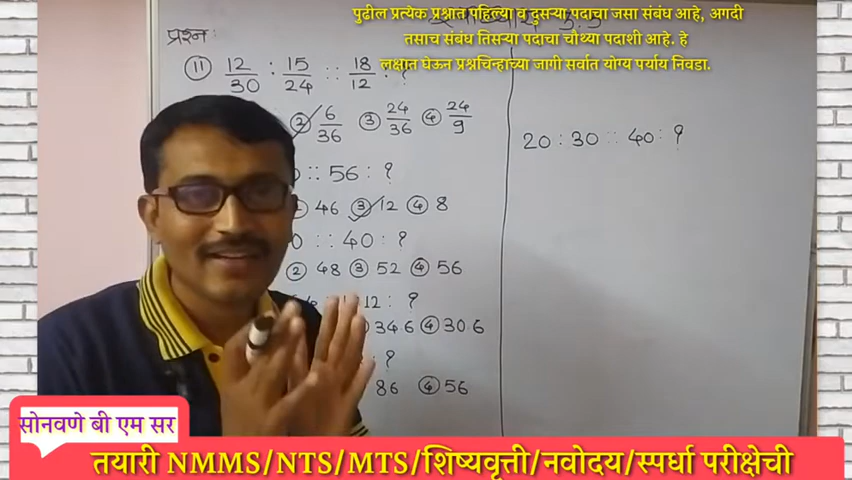 पुढील प्रत्येक प्रश्नात पहिल्या व दुसऱ्या पदाचा जसा संबंध आहे, अगदी
तसाच संबंध तिसऱ्या पदाचा चौथ्या पदाशी आहे. हे
लक्षात घेऊन प्रश्नचिन्हाच्या जागी सर्वात योग्य पर्याय निवडा.
प्रश्नः
(11) 12/30 : 15/24 :: 18/12 : ?
(2) 6/36 (3) 24/36 (4) 24/9
:: 56 : ?
46 (3) 12 (4) 8
:: 40 : ?
(2) 48 (3) 52 (4) 56
12 : ?
346 (4) 306
: ?
86 (4) 56
20 : 30 :: 40 : ?
सोनवणे बी एम सर
तयारी NMMS/NTS/MTS/शिष्यवृत्ती/नवोदय/स्पर्धा परीक्षेची